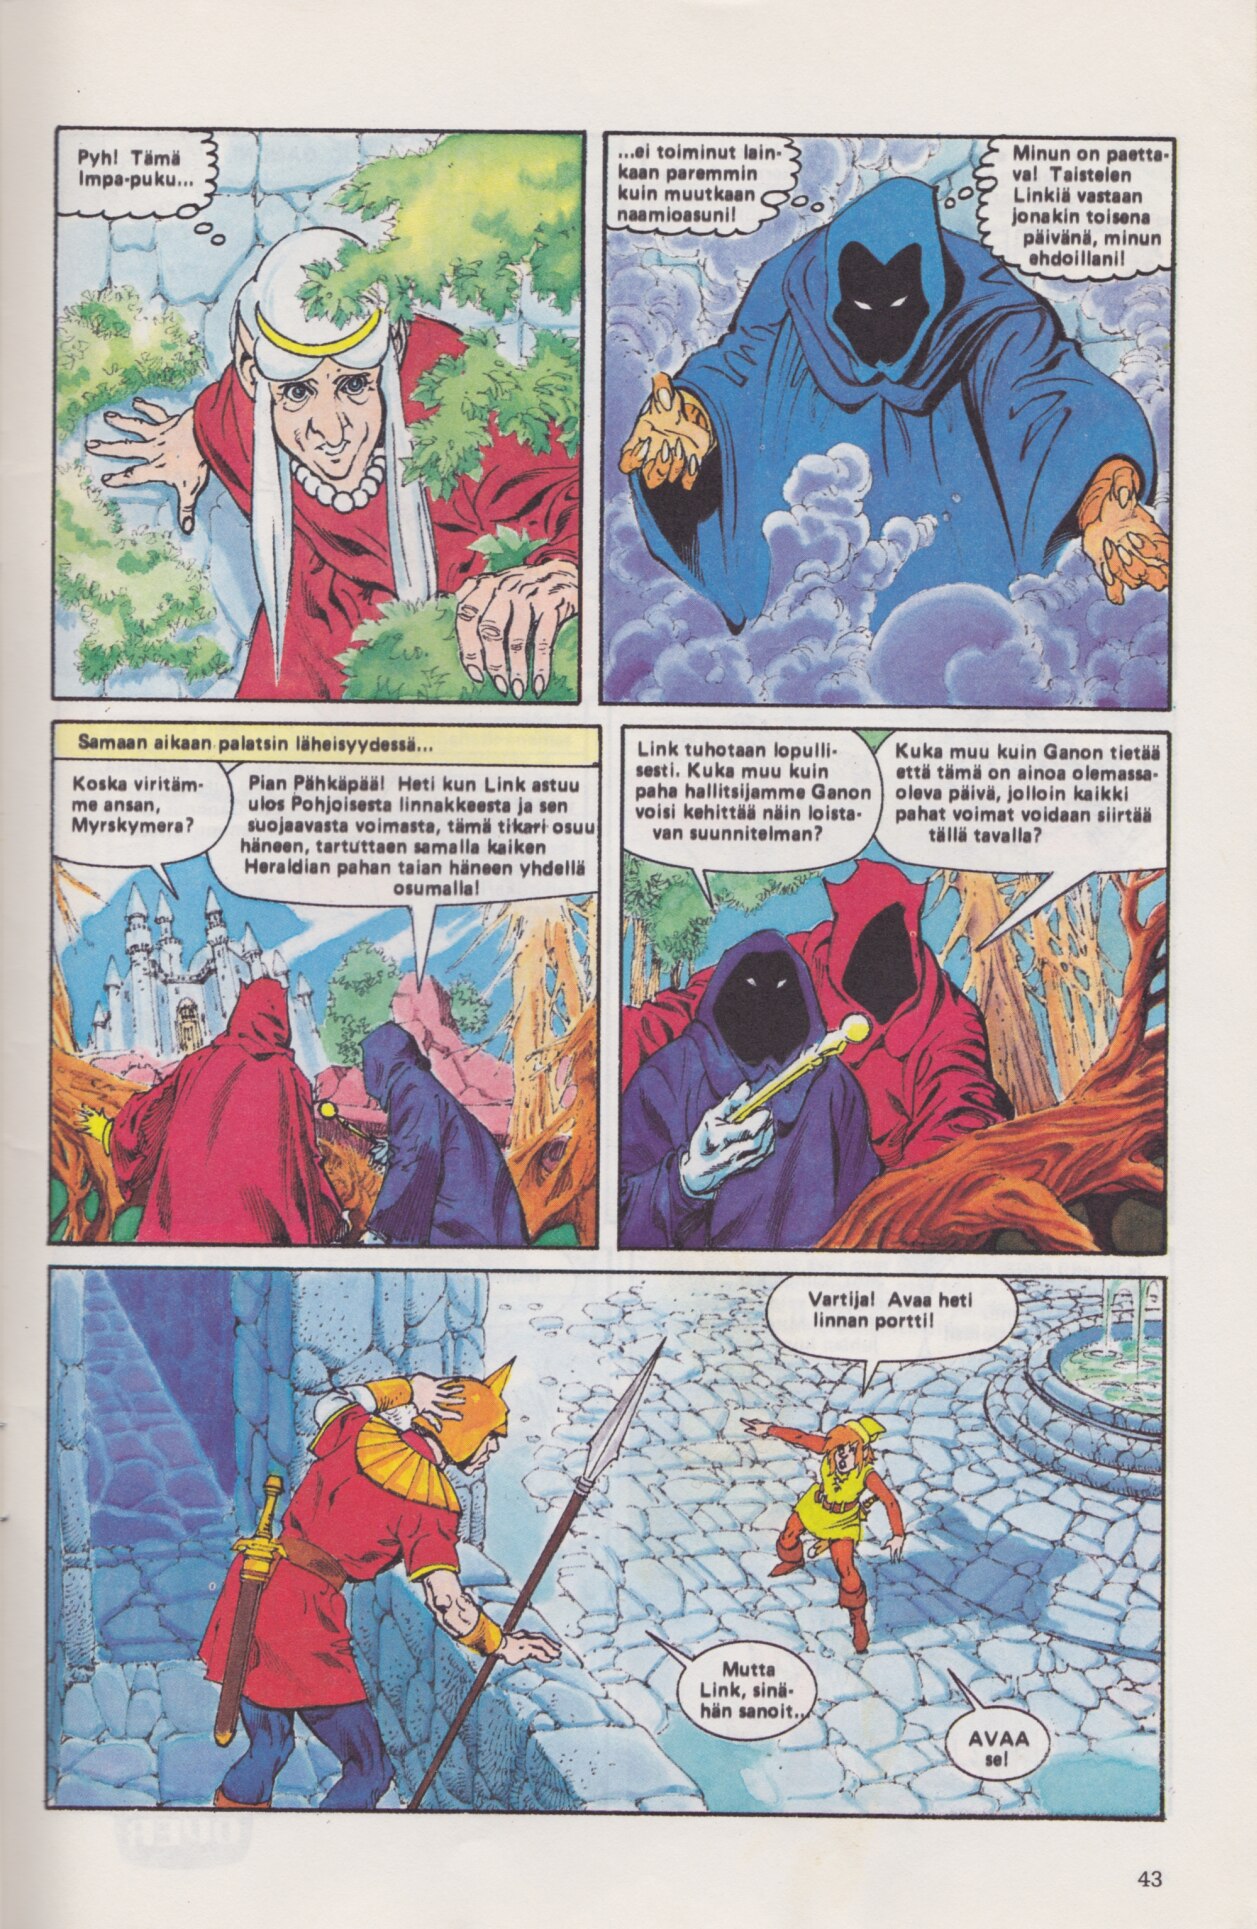 Pyh! Tämä
Impa-puku...
...ei toiminut lain-
kaan paremmin
kuin muutkaan
naamioasuni!
Minun on paetta-
va! Taistelen
Linkiä vastaan
jonakin toisena
päivänä, minun
ehdoillani!
Samaan aikaan palatsin läheisyydessä...
Koska viritäm-
me ansan,
Myrskymera?
Pian Pähkäpää! Heti kun Link astuu
ulos Pohjoisesta linnakkeesta ja sen
suojaavasta voimasta, tämä tikari osuu
häneen, tartuttaen samalla kaiken
Heraldian pahan taian häneen yhdellä
osumalla!
Link tuhotaan lopulli-
sesti. Kuka muu kuin
paha hallitsijamme Ganon
voisi kehittää näin loista-
van suunnitelman?
Kuka muu kuin Ganon tietää
että tämä on ainoa olemassa-
oleva päivä, jolloin kaikki
pahat voimat voidaan siirtää
tällä tavalla?
Vartija! Avaa heti
linnan portti!
Mutta
Link, sinä-
hän sanoit...
AVAA
se!
43